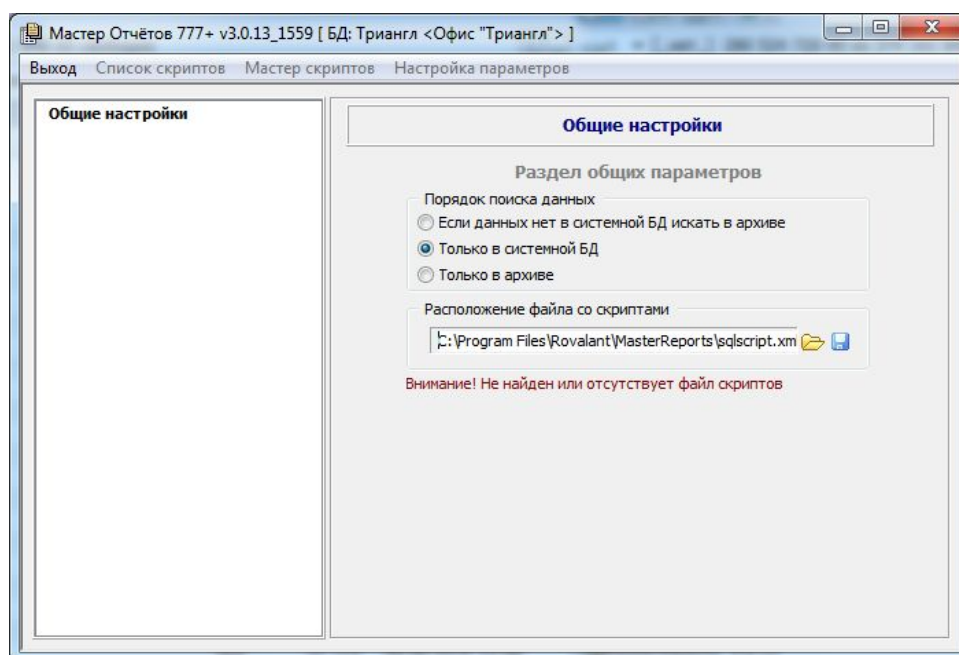 Мастер Отчётов 777+ v3.0.13_1559 [ БД: Триангл <Офис "Триангл"> ]
Выход Список скриптов Мастер скриптов Настройка параметров
Общие настройки
Общие настройки
Раздел общих параметров
Порядок поиска данных
Если данных нет в системной БД искать в архиве
Только в системной БД
Только в архиве
Расположение файла со скриптами
C:\Program Files\Rovalant\MasterReports\sqlscript.xm
Внимание! Не найден или отсутствует файл скриптов